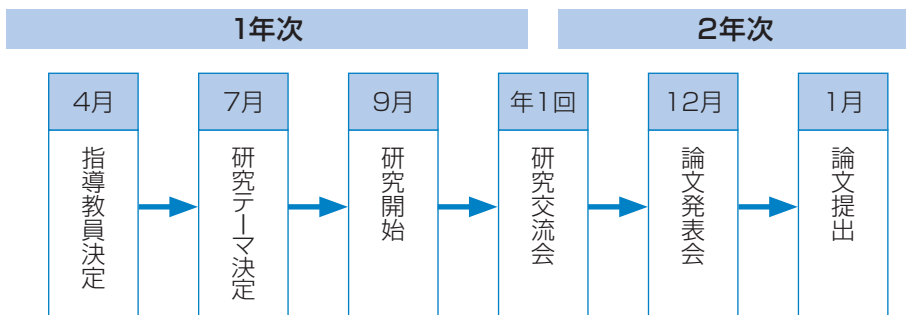 1年次
2年次
4月
指導教員決定
7月
研究テーマ決定
9月
研究開始
年1回
研究交流会
12月
論文発表会
1月
論文提出